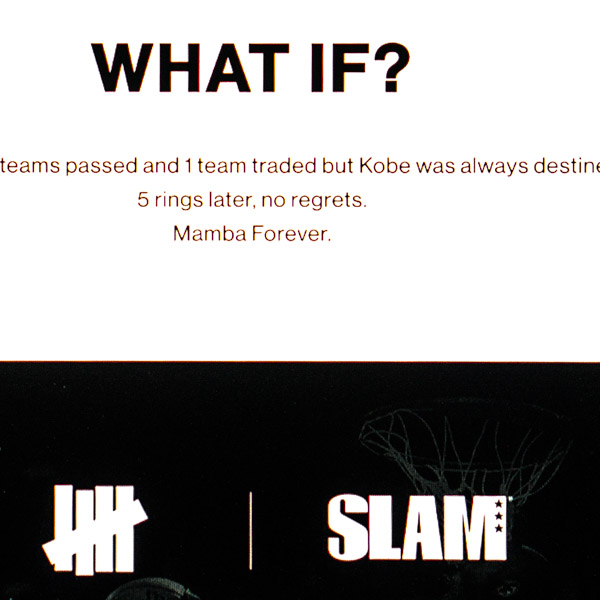 WHAT IF?
teams passed and 1 team traded but Kobe was always destine
5 rings later, no regrets.
Mamba Forever.
SLAM